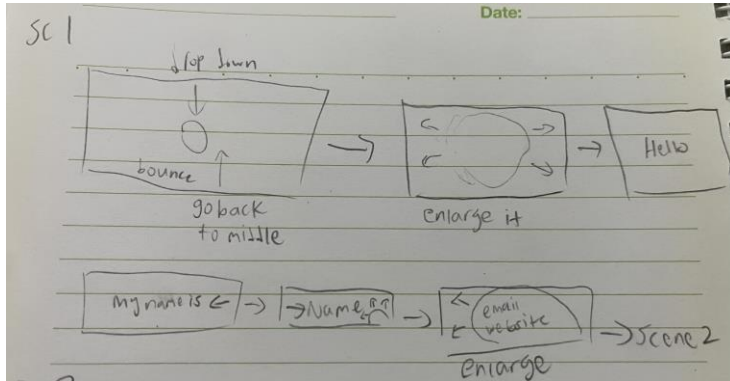 Date:
SC 1
drop down
bounce
go back
to middle
enlarge it
Hello
My name is
Name
email
website
enlarge
Scene 2